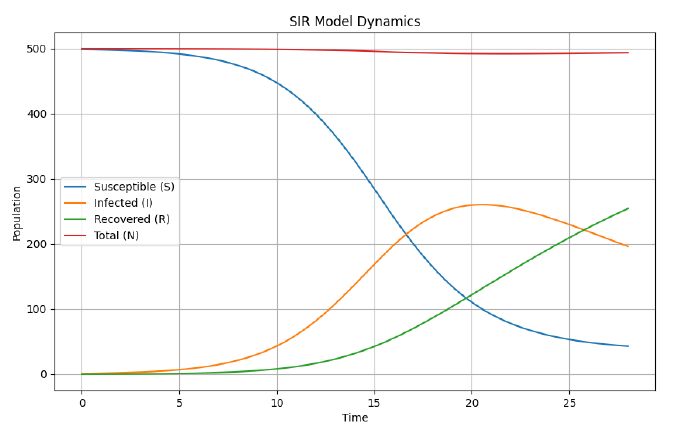 SIR Model Dynamics
500
400
300
200
100
0
Population
Susceptible (S)
Infected (I)
Recovered (R)
Total (N)
0 5 10 15 20 25
Time